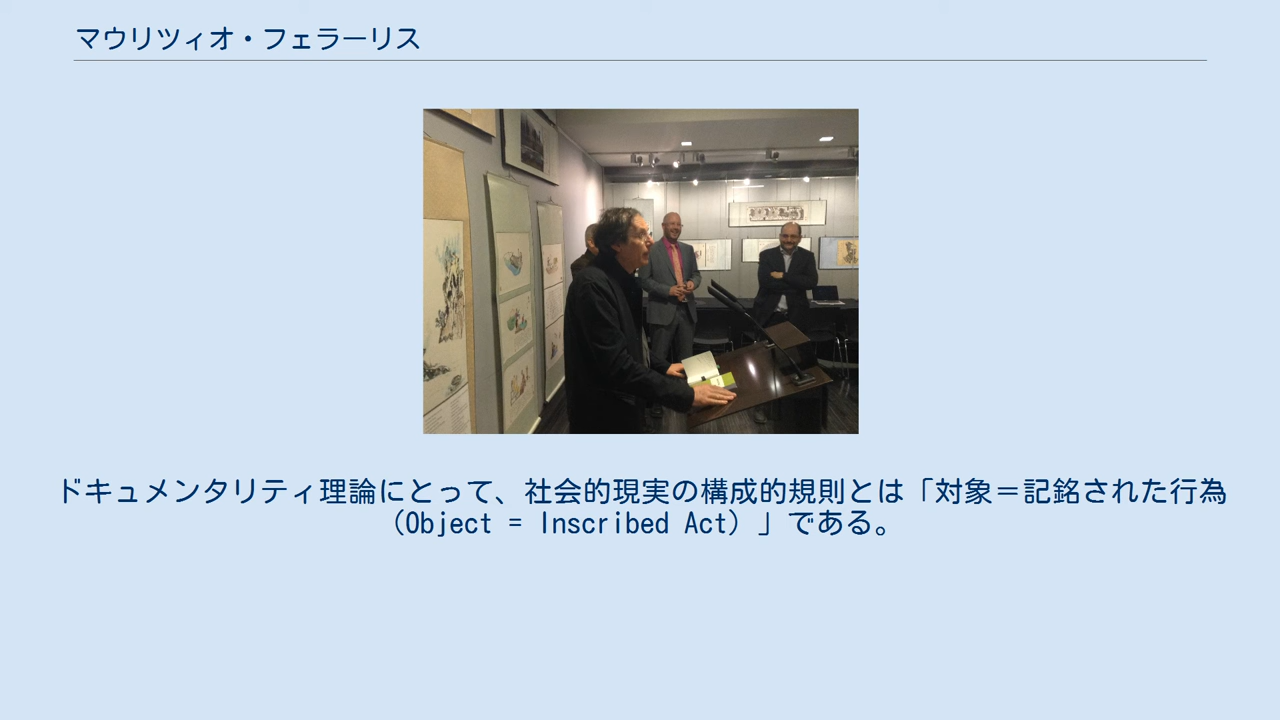 マウリツィオ・フェラーリス
ドキュメンタリティ理論にとって、社会的現実の構成的規則とは「対象＝記銘された行為
（Object = Inscribed Act）」である。